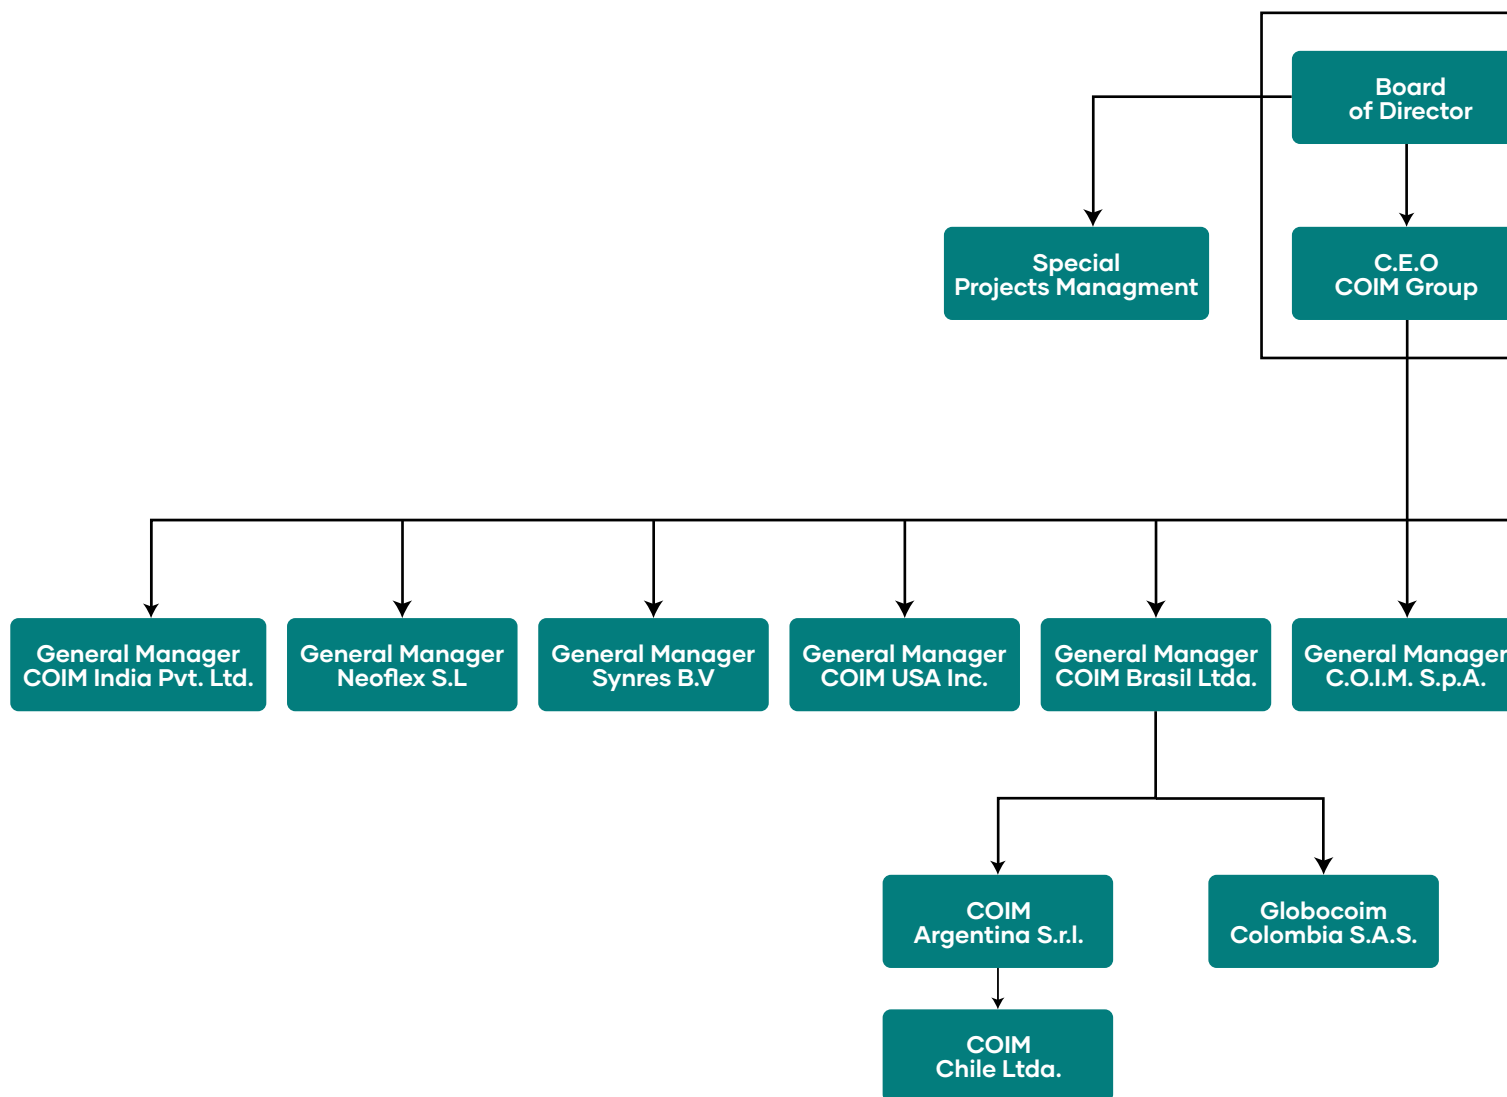 Board
of Director
Special
Projects Managment
C.E.O
COIM Group
General Manager
COIM India Pvt. Ltd.
General Manager
Neoflex S.L
General Manager
Synres B.V
General Manager
COIM USA Inc.
General Manager
COIM Brasil Ltda.
General Manager
C.O.I.M. S.p.A.
COIM
Argentina S.r.l.
Globocoim
Colombia S.A.S.
COIM
Chile Ltda.